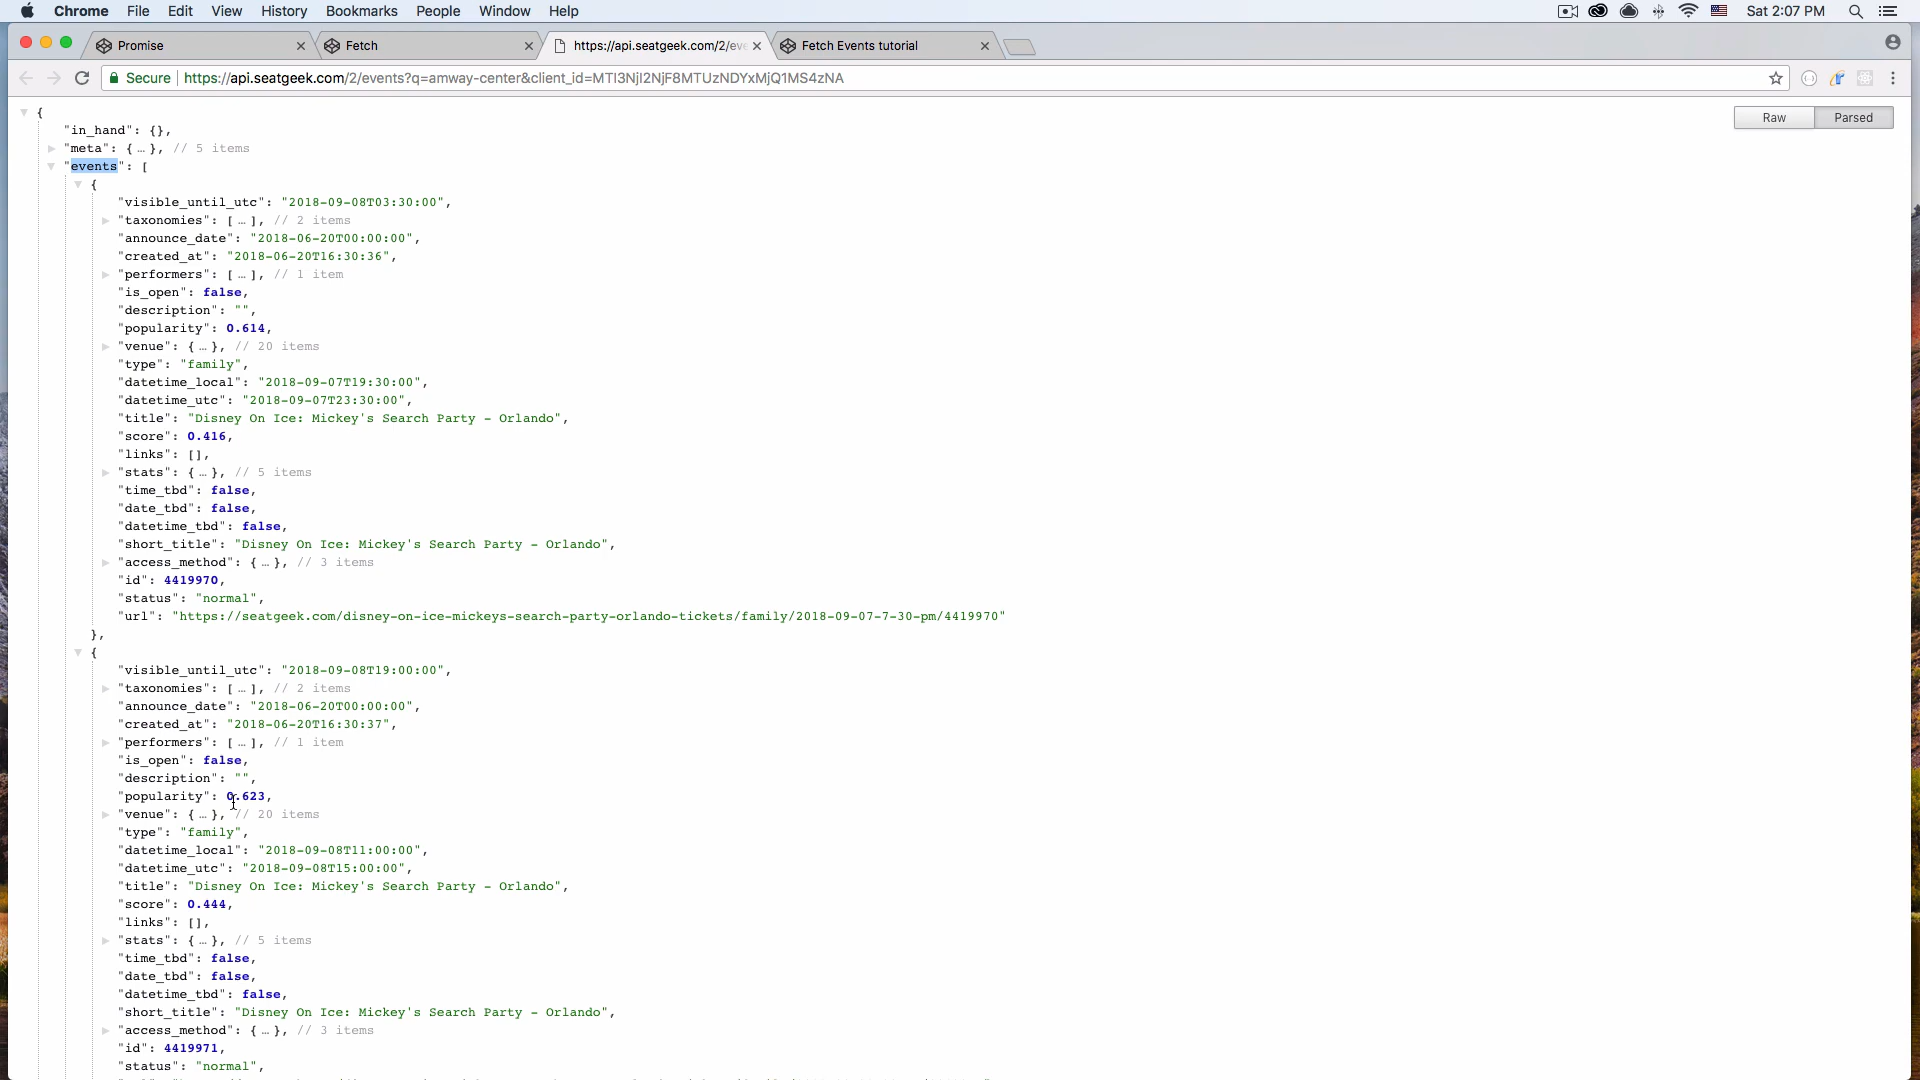 Chrome File Edit View History Bookmarks People Window Help Sat 2:07 PM
Promise Fetch https://api.seatgeek.com/2/eve Fetch Events tutorial
Secure https://api.seatgeek.com/2/events?q=amway-center&client_id=MTI3NjI2NjF8MTUzNDYxMjQ1MS4zNA
Raw Parsed
{
"in_hand": {},
"meta": { … }, // 5 items
"events": [
{
"visible_until_utc": "2018-09-08T03:30:00",
"taxonomies": [ … ], // 2 items
"announce_date": "2018-06-20T00:00:00",
"created_at": "2018-06-20T16:30:36",
"performers": [ … ], // 1 item
"is_open": false,
"description": "",
"popularity": 0.614,
"venue": { … }, // 20 items
"type": "family",
"datetime_local": "2018-09-07T19:30:00",
"datetime_utc": "2018-09-07T23:30:00",
"title": "Disney On Ice: Mickey's Search Party - Orlando",
"score": 0.416,
"links": [],
"stats": { … }, // 5 items
"time_tbd": false,
"date_tbd": false,
"datetime_tbd": false,
"short_title": "Disney On Ice: Mickey's Search Party - Orlando",
"access_method": { … }, // 3 items
"id": 4419970,
"status": "normal",
"url": "https://seatgeek.com/disney-on-ice-mickeys-search-party-orlando-tickets/family/2018-09-07-7-30-pm/4419970"
},
{
"visible_until_utc": "2018-09-08T19:00:00",
"taxonomies": [ … ], // 2 items
"announce_date": "2018-06-20T00:00:00",
"created_at": "2018-06-20T16:30:37",
"performers": [ … ], // 1 item
"is_open": false,
"description": "",
"popularity": 0.623,
"venue": { … }, // 20 items
"type": "family",
"datetime_local": "2018-09-08T11:00:00",
"datetime_utc": "2018-09-08T15:00:00",
"title": "Disney On Ice: Mickey's Search Party - Orlando",
"score": 0.444,
"links": [],
"stats": { … }, // 5 items
"time_tbd": false,
"date_tbd": false,
"datetime_tbd": false,
"short_title": "Disney On Ice: Mickey's Search Party - Orlando",
"access_method": { … }, // 3 items
"id": 4419971,
"status": "normal",